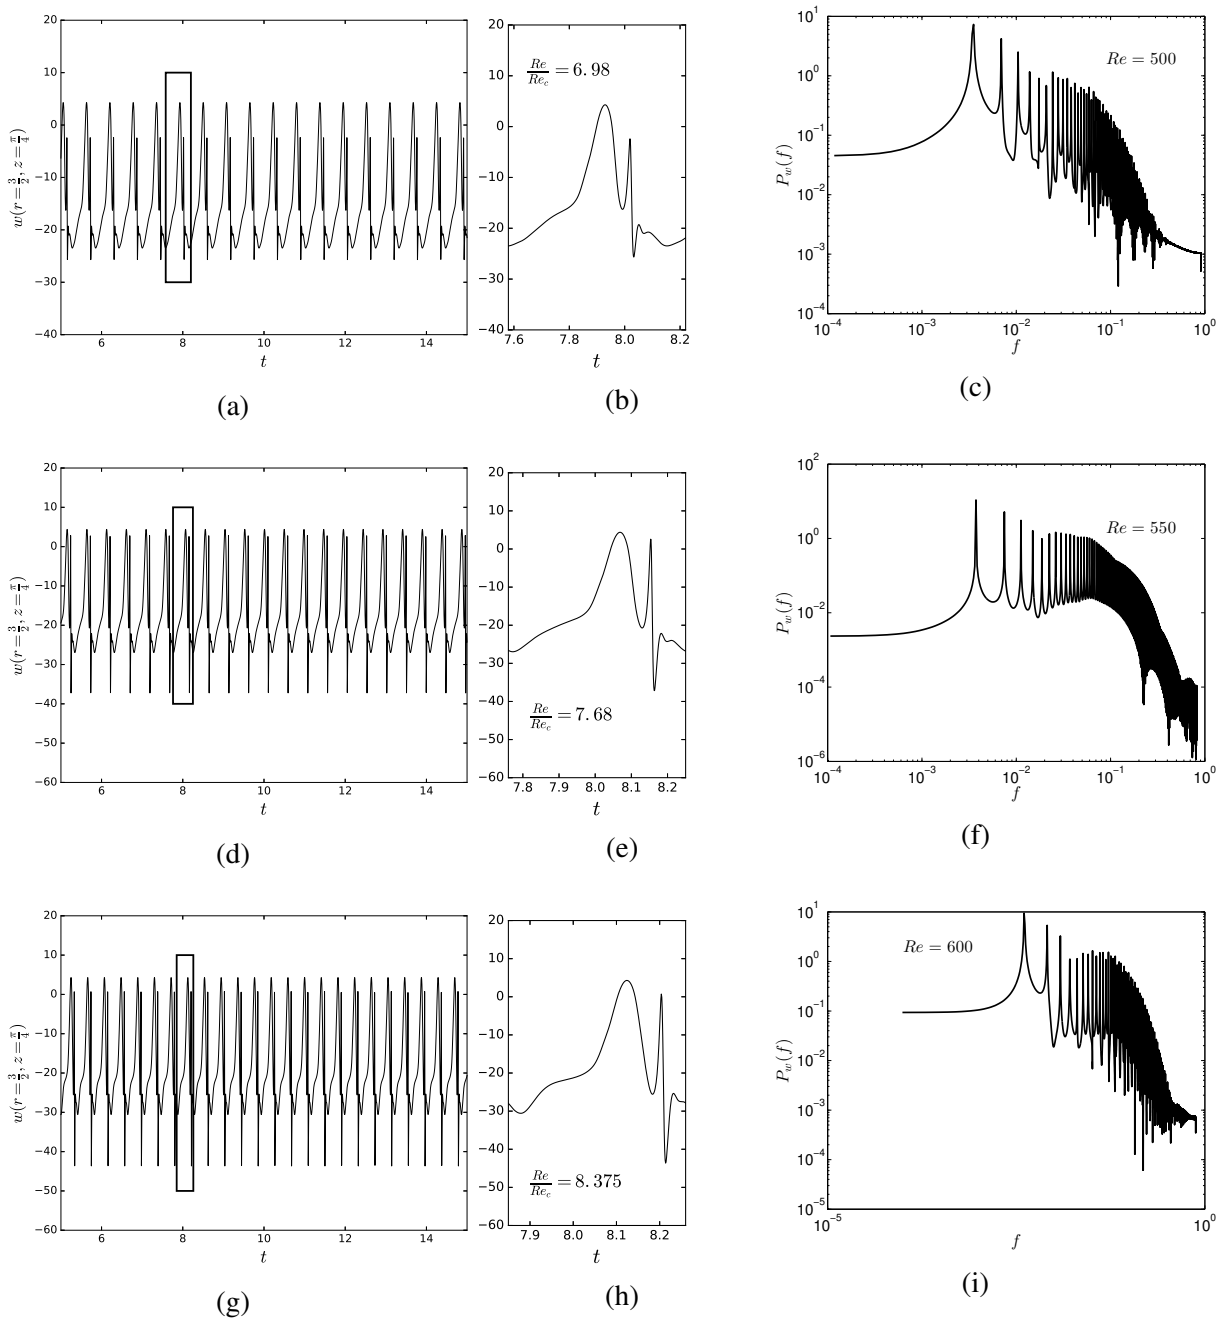 20
10
0
−10
−20
−30
−40
6 8 10 12 14
t
w(r = 3/2, z = π/4)
(a)
20
10
0
−10
−20
−30
−40
7.6 7.8 8.0 8.2
t
Re/Re_c = 6.98
(b)
10^1
10^0
10^−1
10^−2
10^−3
10^−4
10^−4 10^−3 10^−2 10^−1 10^0
f
P_w(f)
Re = 500
(c)
20
10
0
−10
−20
−30
−40
−50
−60
6 8 10 12 14
t
w(r = 3/2, z = π/4)
(d)
20
10
0
−10
−20
−30
−40
−50
−60
7.8 7.9 8.0 8.1 8.2
t
Re/Re_c = 7.68
(e)
10^2
10^0
10^−2
10^−4
10^−6
10^−4 10^−3 10^−2 10^−1 10^0
f
P_w(f)
Re = 550
(f)
20
10
0
−10
−20
−30
−40
−50
−60
6 8 10 12 14
t
w(r = 3/2, z = π/4)
(g)
20
10
0
−10
−20
−30
−40
−50
−60
7.9 8.0 8.1 8.2
t
Re/Re_c = 8.375
(h)
10^1
10^0
10^−1
10^−2
10^−3
10^−4
10^−5
10^−5 10^0
f
P_w(f)
Re = 600
(i)